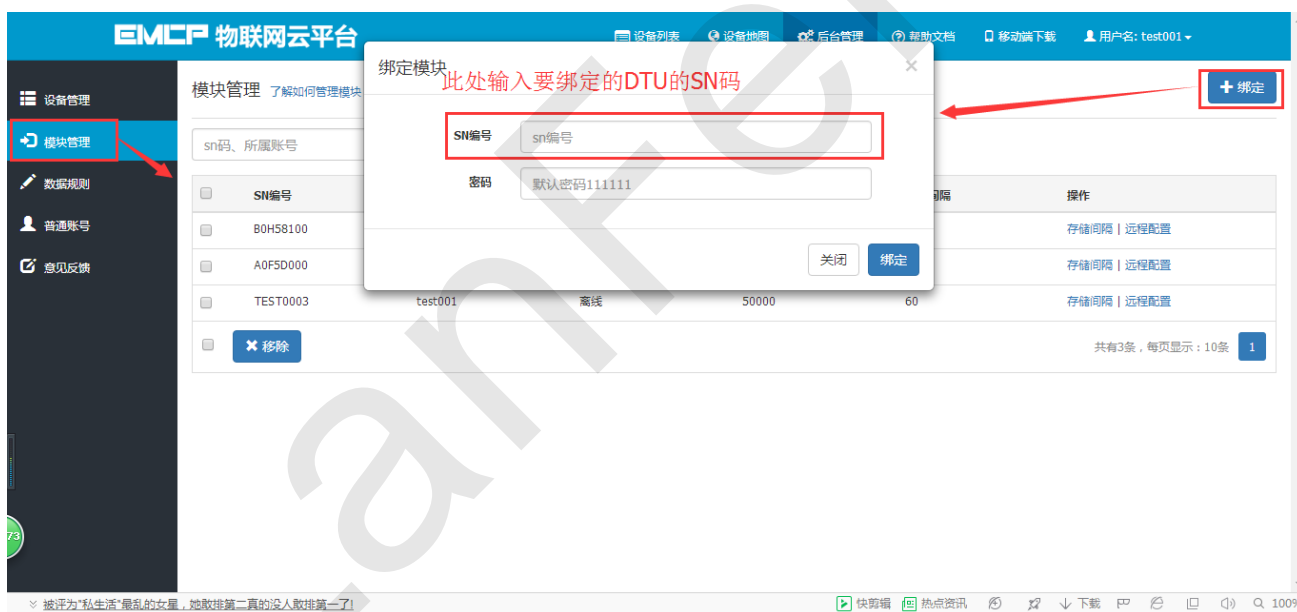 EMCP 物联网云平台
设备列表 设备地图 后台管理 帮助文档 移动端下载 用户名: test001
设备管理
模块管理
数据规则
普通账号
意见反馈
模块管理 了解如何管理模块
绑定
sn码、所属账号
绑定模块
×
此处输入要绑定的DTU的SN码
SN编号 sn编号
密码 默认密码111111
关闭 绑定
SN编号 间隔 操作
B0H58100 存储间隔 | 远程配置
A0F5D000 存储间隔 | 远程配置
TEST0003 test001 离线 50000 60 存储间隔 | 远程配置
移除 共有3条，每页显示：10条 1
73
被评为"私生活"最乱的女星，她敢排第二真的没人敢排第一了!
快剪辑 热点资讯 下载 100%